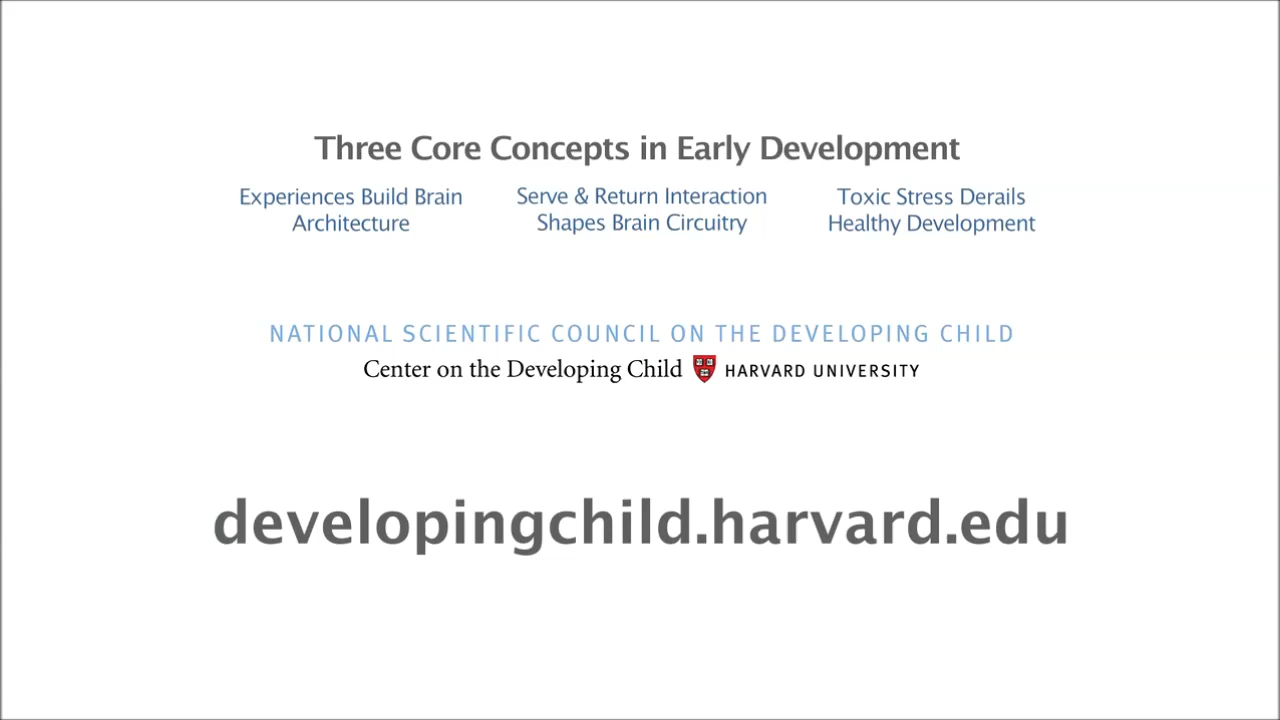 Three Core Concepts in Early Development
Experiences Build Brain
Architecture
Serve & Return Interaction
Shapes Brain Circuitry
Toxic Stress Derails
Healthy Development
NATIONAL SCIENTIFIC COUNCIL ON THE DEVELOPING CHILD
Center on the Developing Child HARVARD UNIVERSITY
developingchild.harvard.edu